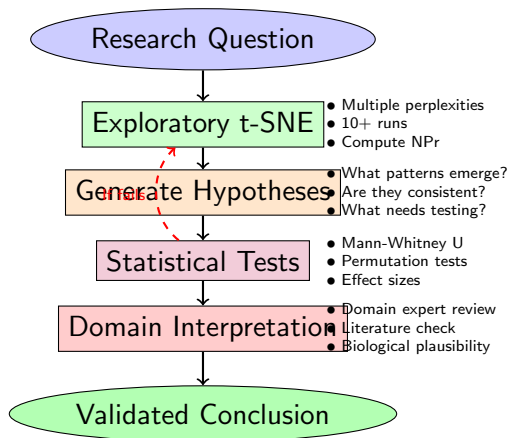 Research Question
Exploratory t-SNE
• Multiple perplexities
• 10+ runs
• Compute NPr
Generate Hypotheses
If fails
• What patterns emerge?
• Are they consistent?
• What needs testing?
Statistical Tests
• Mann-Whitney U
• Permutation tests
• Effect sizes
Domain Interpretation
• Domain expert review
• Literature check
• Biological plausibility
Validated Conclusion